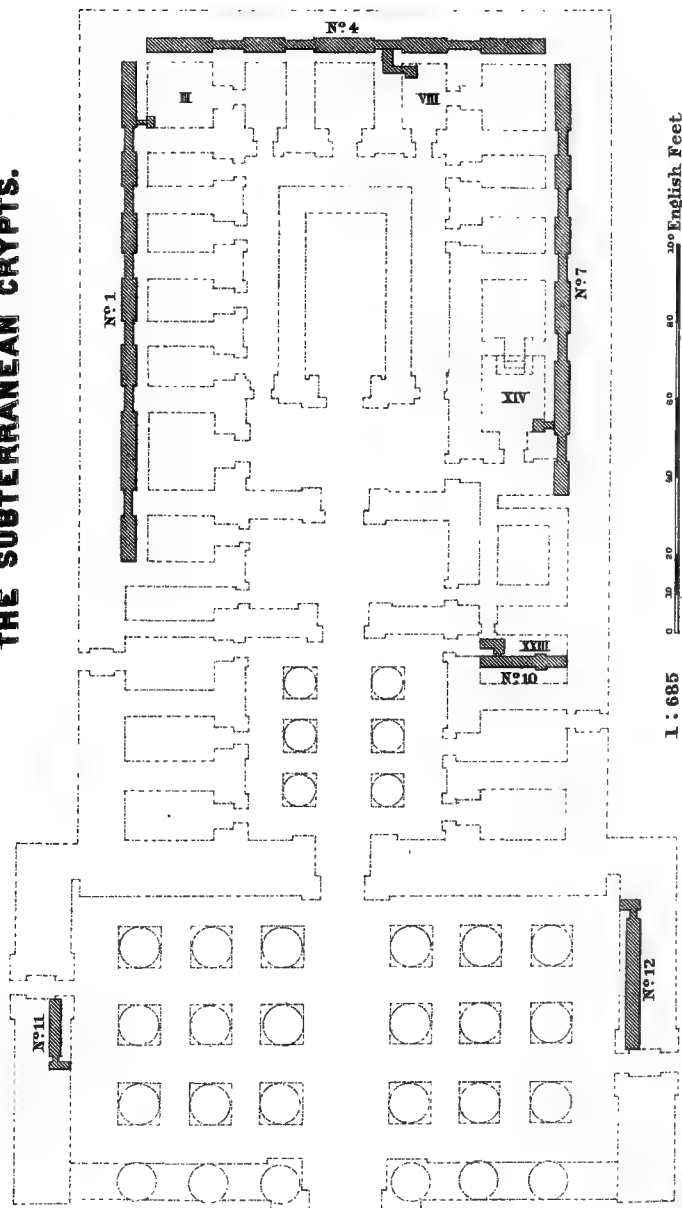 THE SUBTERRANEAN CRYPTS.
Nº 4
Nº 1
III
VIII
XIV
Nº 7
XXIII
Nº 10
Nº 11
Nº 12
0 10 20 40 60 80 100 English Feet
1 : 685